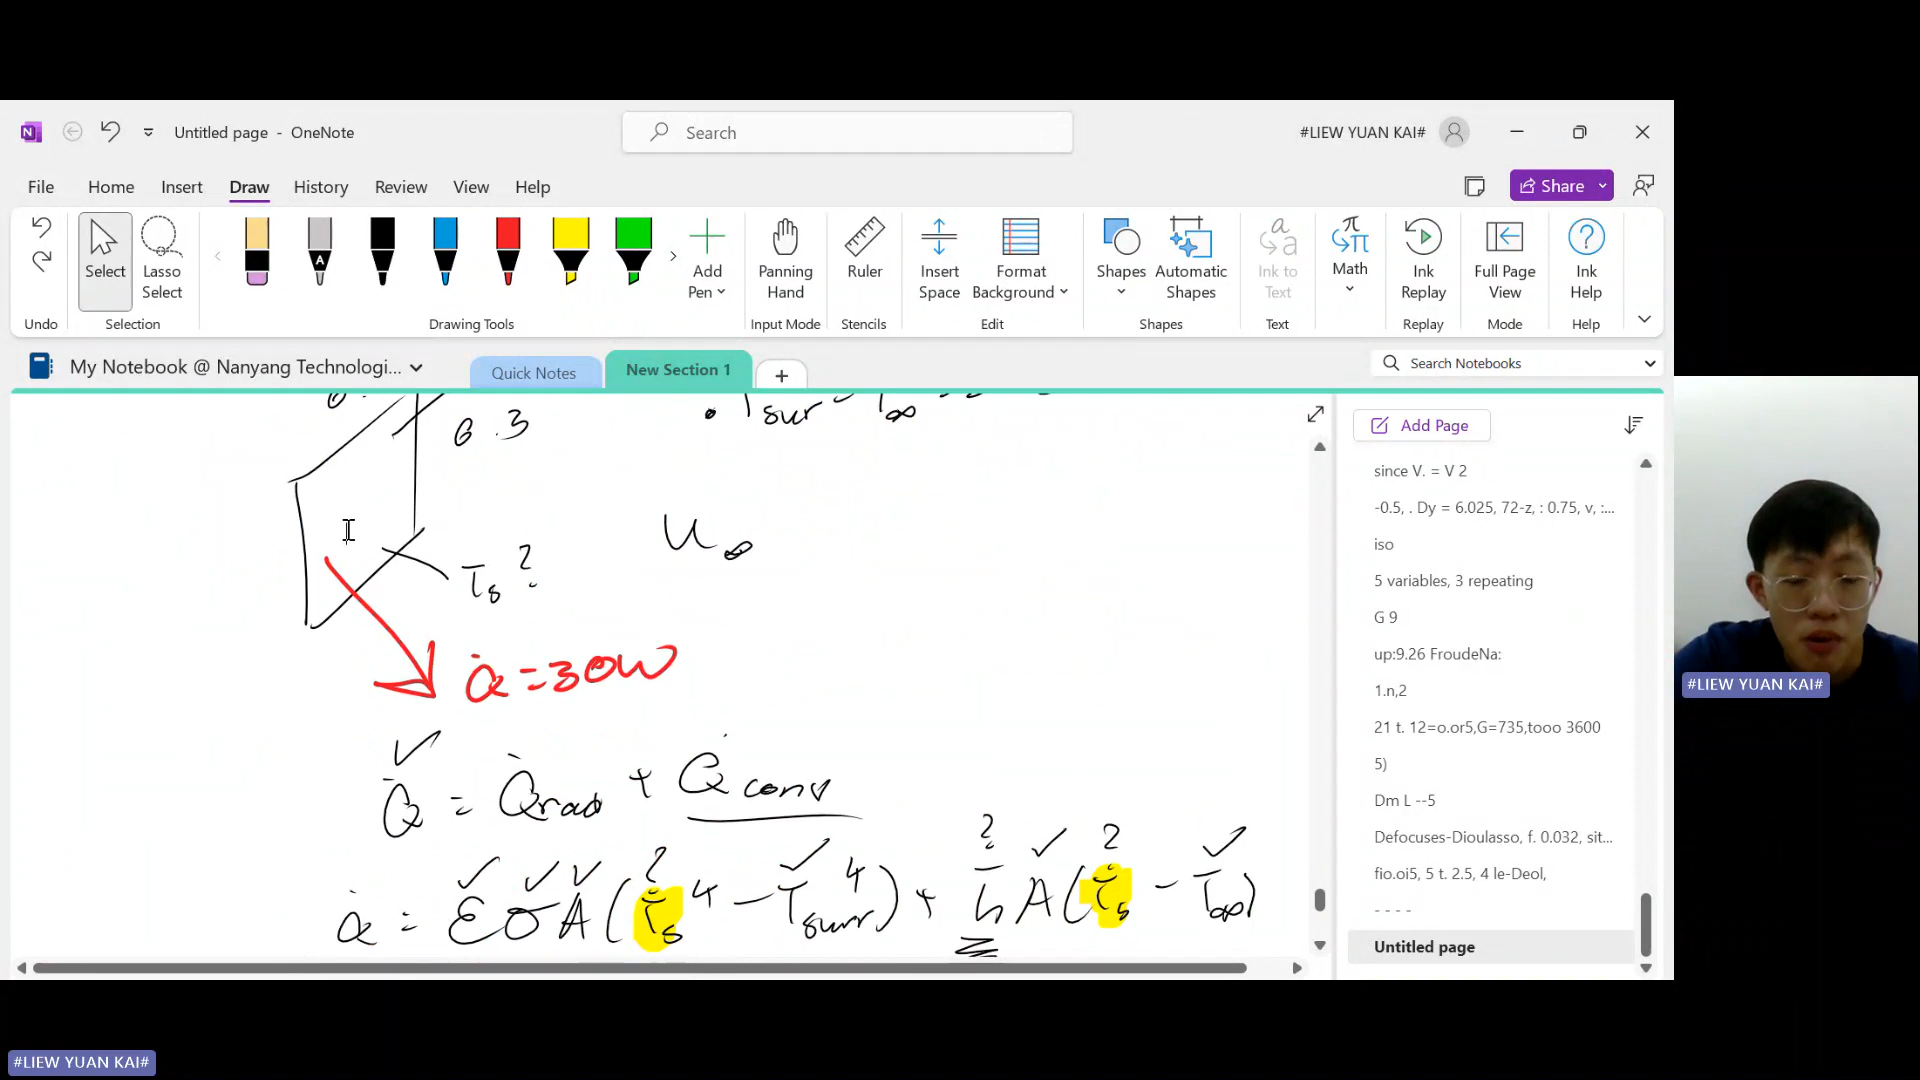 Untitled page - OneNote
Search
#LIEW YUAN KAI#
File Home Insert Draw History Review View Help
Share
Undo
Select
Lasso Select
Selection
Drawing Tools
Add Pen
Panning Hand
Input Mode
Ruler
Stencils
Insert Space
Format Background
Edit
Shapes
Automatic Shapes
Shapes
Ink to Text
Text
Math
Ink Replay
Replay
Full Page View
Mode
Ink Help
Help
My Notebook @ Nanyang Technologi...
Quick Notes
New Section 1
+
Search Notebooks
Add Page
since V. = V 2
-0.5, . Dy = 6.025, 72-z, : 0.75, v, :...
iso
5 variables, 3 repeating
G 9
up:9.26 FroudeNa:
1.n,2
21 t. 12=o.or5,G=735,tooo 3600
5)
Dm L --5
Defocuses-Dioulasso, f. 0.032, sit...
fio.oi5, 5 t. 2.5, 4 le-Deol,
- - - -
Untitled page
0.3
U∞
Ts ?
Q̇ = 30W
✓
Q̇ = Q̇rad + Q̇conv
✓ ✓ ✓ ? ✓ ? ✓ ? ✓
Q̇ = εσA(Ts⁴ - Tsurr⁴) + h̄A(Ts - T∞)
#LIEW YUAN KAI#
#LIEW YUAN KAI#